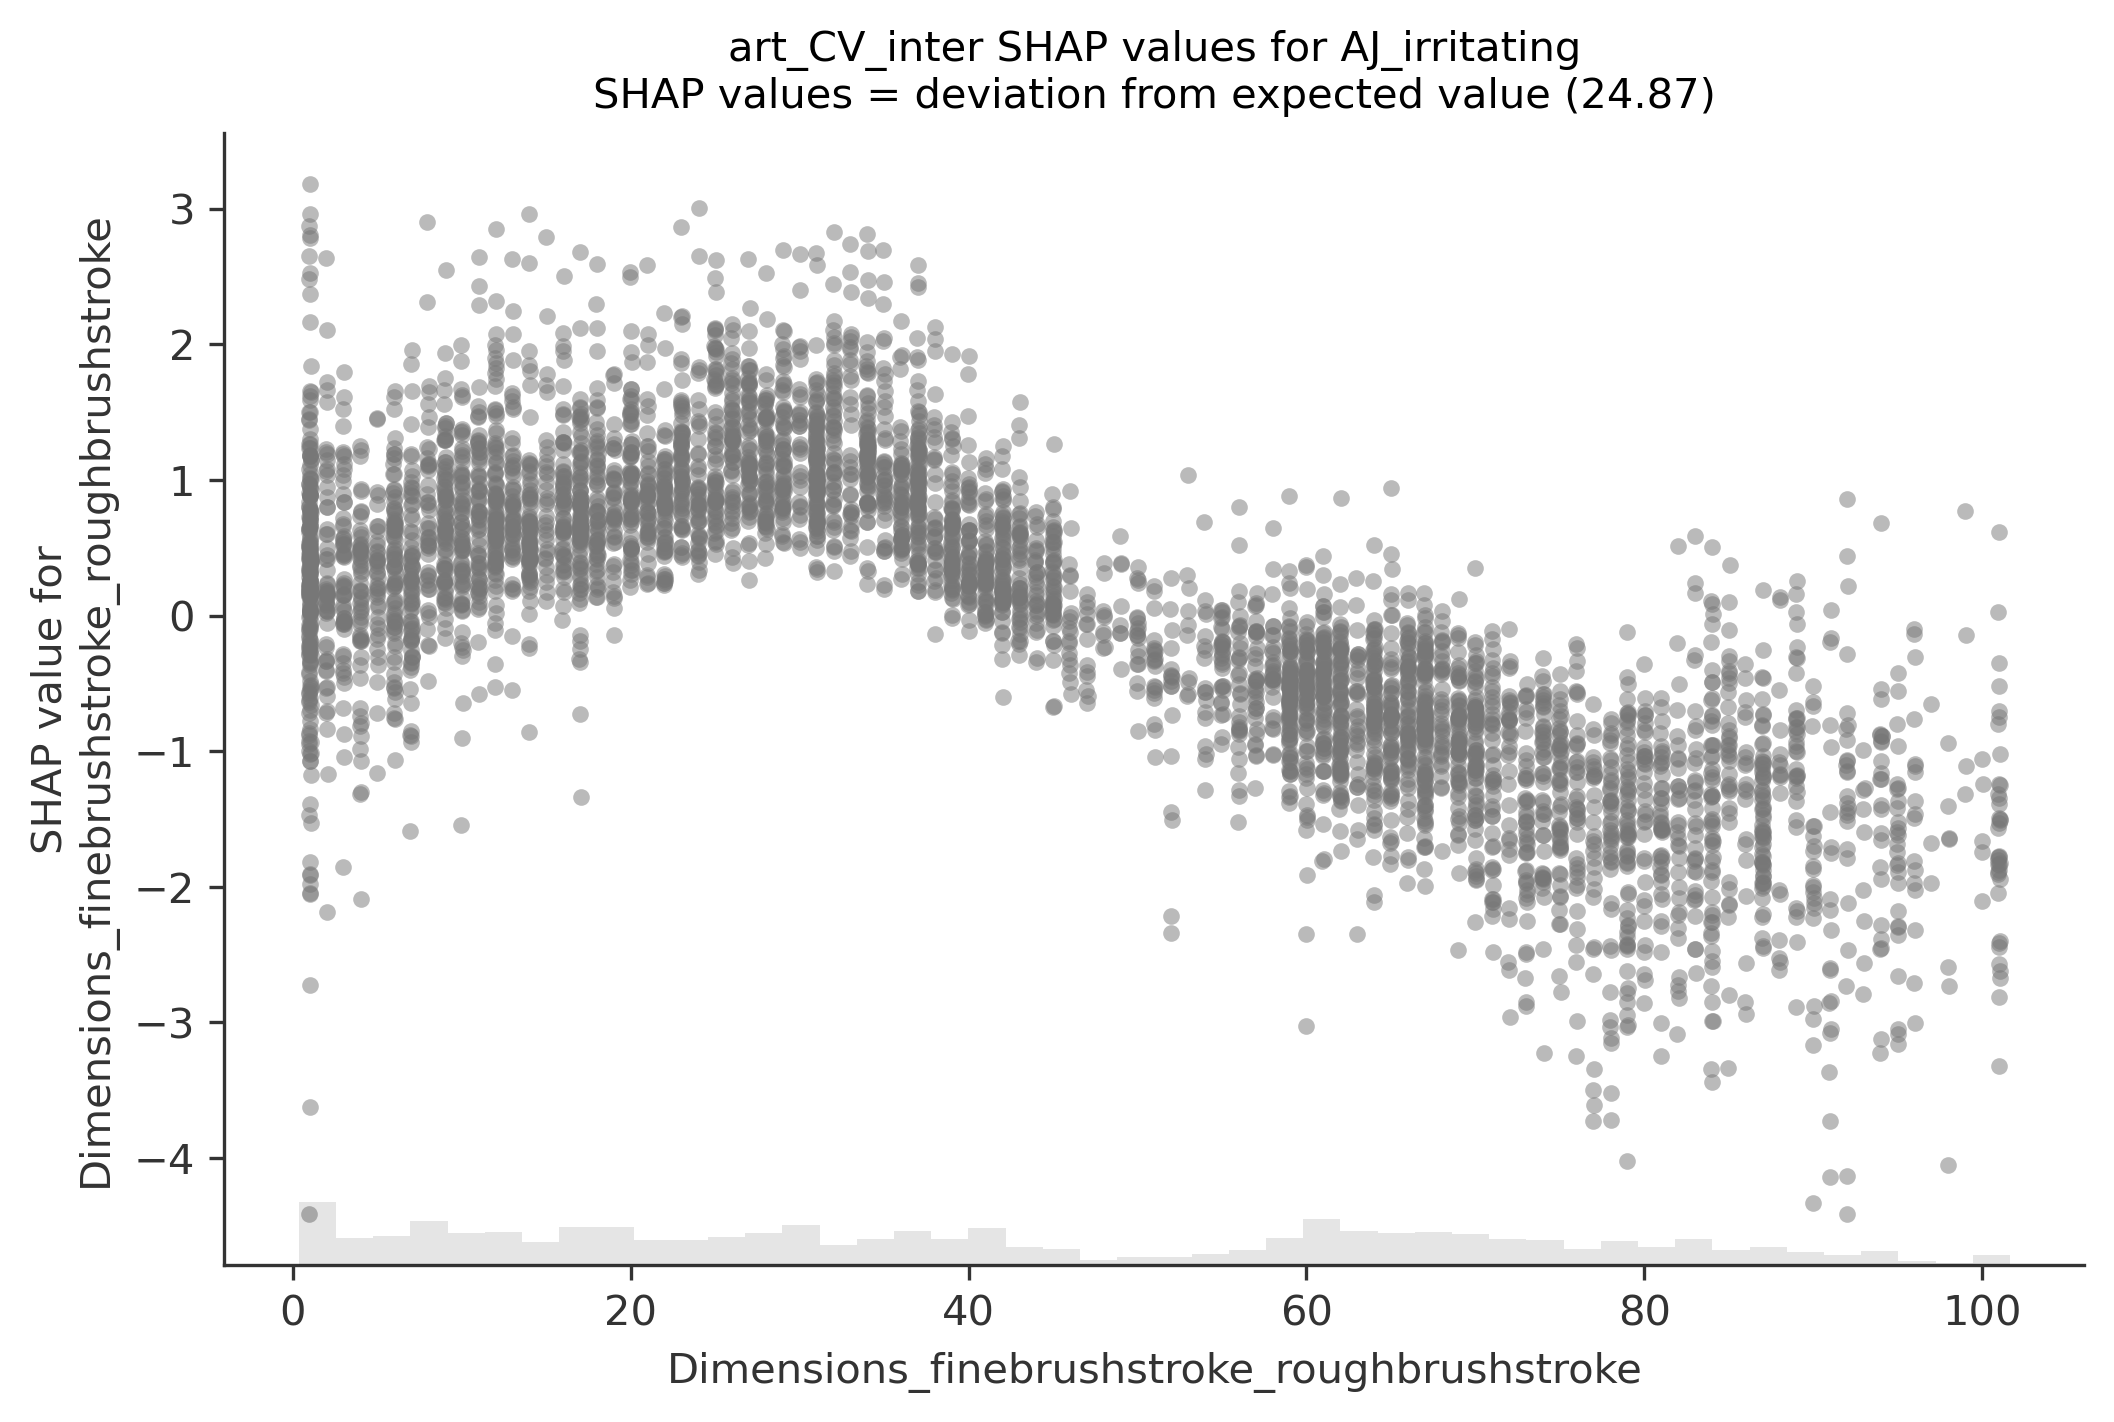 art_CV_inter SHAP values for AJ_irritating
SHAP values = deviation from expected value (24.87)
SHAP value for
Dimensions_finebrushstroke_roughbrushstroke
3
2
1
0
−1
−2
−3
−4
0
20
40
60
80
100
Dimensions_finebrushstroke_roughbrushstroke